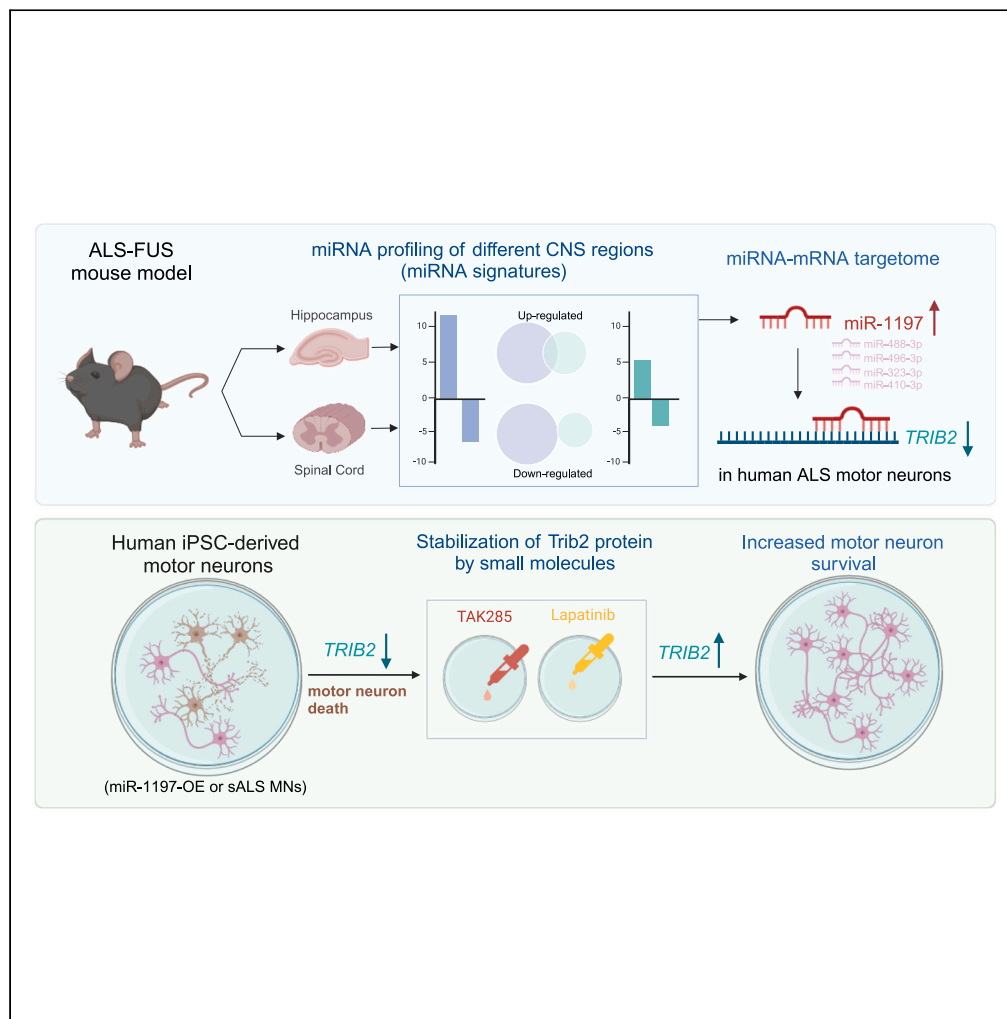 ALS-FUS
mouse model
miRNA profiling of different CNS regions
(miRNA signatures)
miRNA-mRNA targetome
Hippocampus
Spinal Cord
10
5
0
-5
-10
Up-regulated
Down-regulated
10
5
0
-5
-10
miR-1197
miR-488-3p
miR-496-3p
miR-323-3p
miR-410-3p
TRIB2
in human ALS motor neurons
Human iPSC-derived
motor neurons
(miR-1197-OE or sALS MNs)
TRIB2
motor neuron
death
Stabilization of Trib2 protein
by small molecules
TAK285
Lapatinib
TRIB2
Increased motor neuron
survival